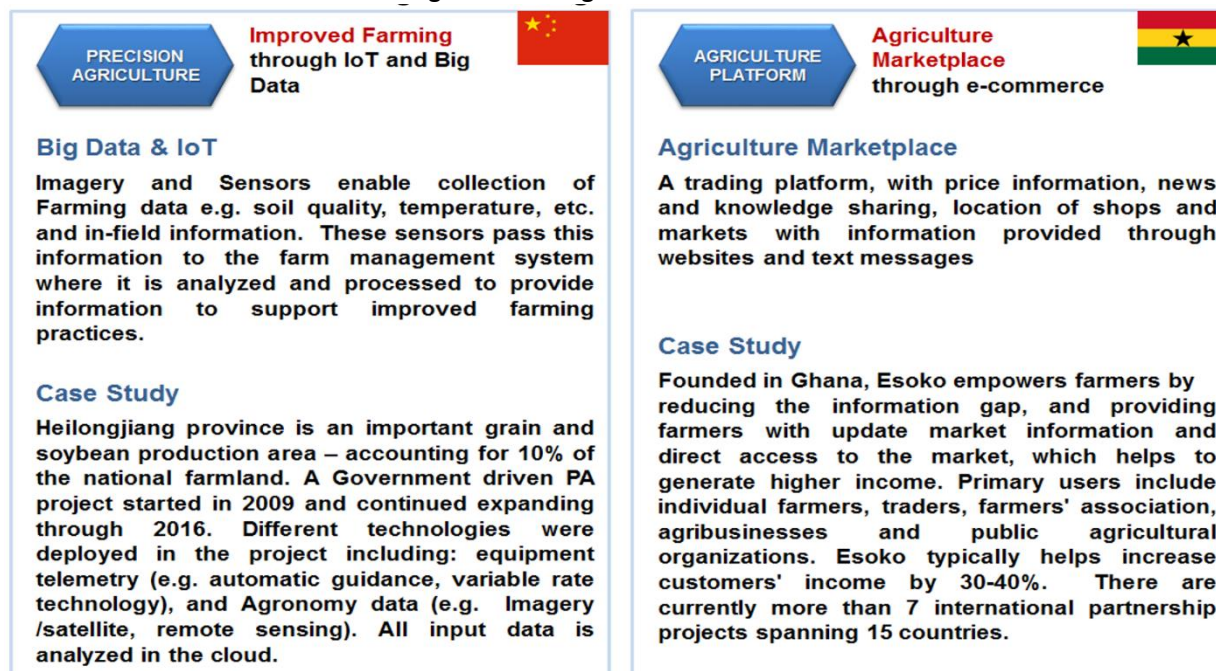 PRECISION
AGRICULTURE
Improved Farming
through IoT and Big
Data
Big Data & IoT
Imagery and Sensors enable collection of
Farming data e.g. soil quality, temperature, etc.
and in-field information. These sensors pass this
information to the farm management system
where it is analyzed and processed to provide
information to support improved farming
practices.
Case Study
Heilongjiang province is an important grain and
soybean production area – accounting for 10% of
the national farmland. A Government driven PA
project started in 2009 and continued expanding
through 2016. Different technologies were
deployed in the project including: equipment
telemetry (e.g. automatic guidance, variable rate
technology), and Agronomy data (e.g. Imagery
/satellite, remote sensing). All input data is
analyzed in the cloud.
AGRICULTURE
PLATFORM
Agriculture
Marketplace
through e-commerce
Agriculture Marketplace
A trading platform, with price information, news
and knowledge sharing, location of shops and
markets with information provided through
websites and text messages
Case Study
Founded in Ghana, Esoko empowers farmers by
reducing the information gap, and providing
farmers with update market information and
direct access to the market, which helps to
generate higher income. Primary users include
individual farmers, traders, farmers' association,
agribusinesses and public agricultural
organizations. Esoko typically helps increase
customers' income by 30-40%. There are
currently more than 7 international partnership
projects spanning 15 countries.